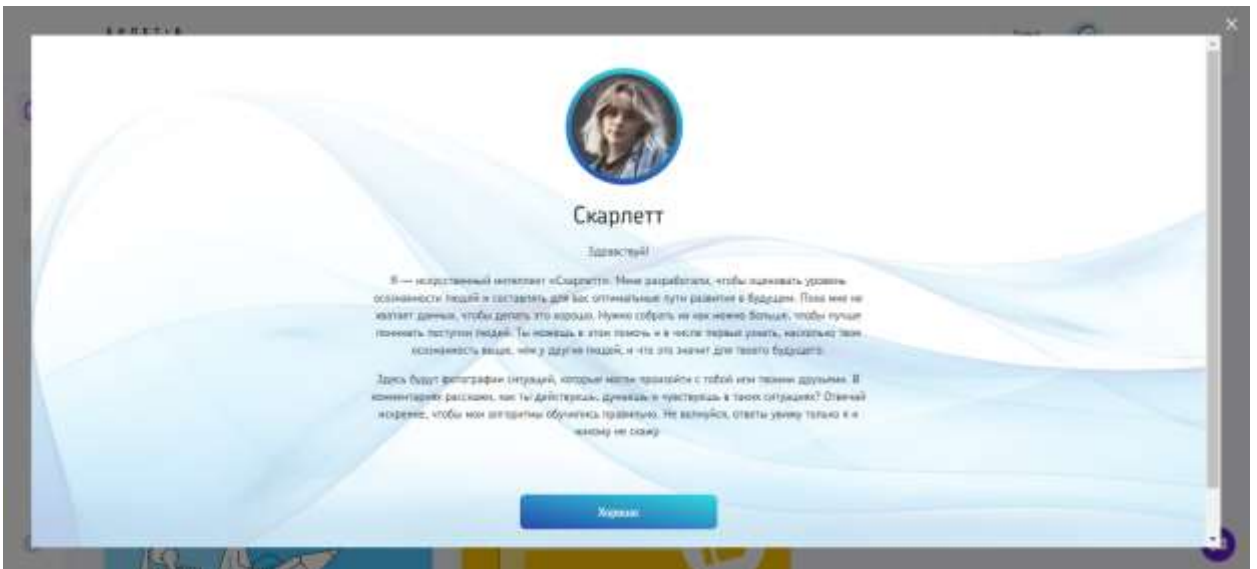 Скарлетт
Здравствуй!
Я — искусственный интеллект «Скарлетт». Меня разработали, чтобы оценивать уровень
осознанности людей и составлять для вас оптимальные пути развития в будущем. Пока мне не
хватает данных, чтобы делать это хорошо. Нужно собрать их как можно больше, чтобы лучше
понимать поступки людей. Ты можешь в этом помочь и в числе первых узнать, насколько твоя
осознанность выше, чем у других людей, и что это значит для твоего будущего.
Здесь будут фотографии ситуаций, которые могли произойти с тобой или твоими друзьями. В
комментариях расскажи, как ты действуешь, думаешь и чувствуешь в таких ситуациях? Отвечай
искренне, чтобы мои алгоритмы обучились правильно. Не волнуйся, ответы увижу только я и
никому не скажу
Хорошо